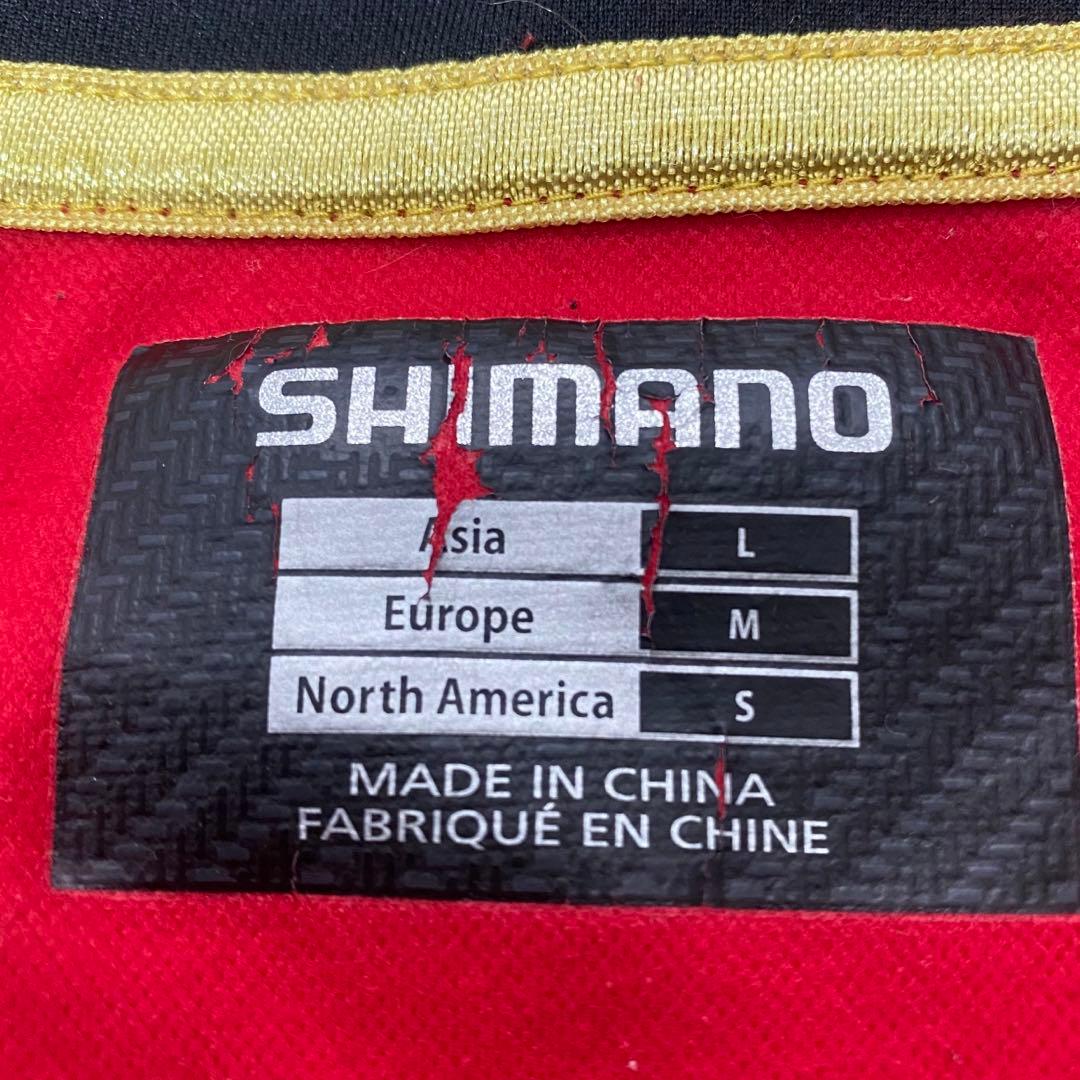 SHIMANO
Asia L
Europe M
North America S
MADE IN CHINA
FABRIQUÉ EN CHINE